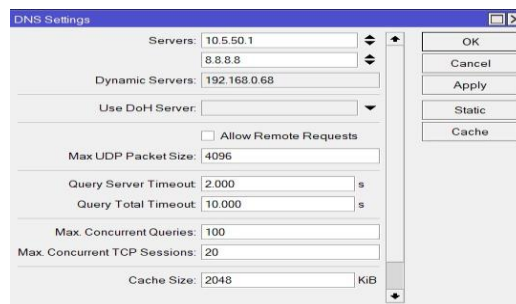 DNS Settings
Servers: 10.5.50.1
8.8.8.8
Dynamic Servers: 192.168.0.68
Use DoH Server:
Allow Remote Requests
Max UDP Packet Size: 4096
Query Server Timeout: 2.000 s
Query Total Timeout: 10.000 s
Max. Concurrent Queries: 100
Max. Concurrent TCP Sessions: 20
Cache Size: 2048 KiB
OK
Cancel
Apply
Static
Cache